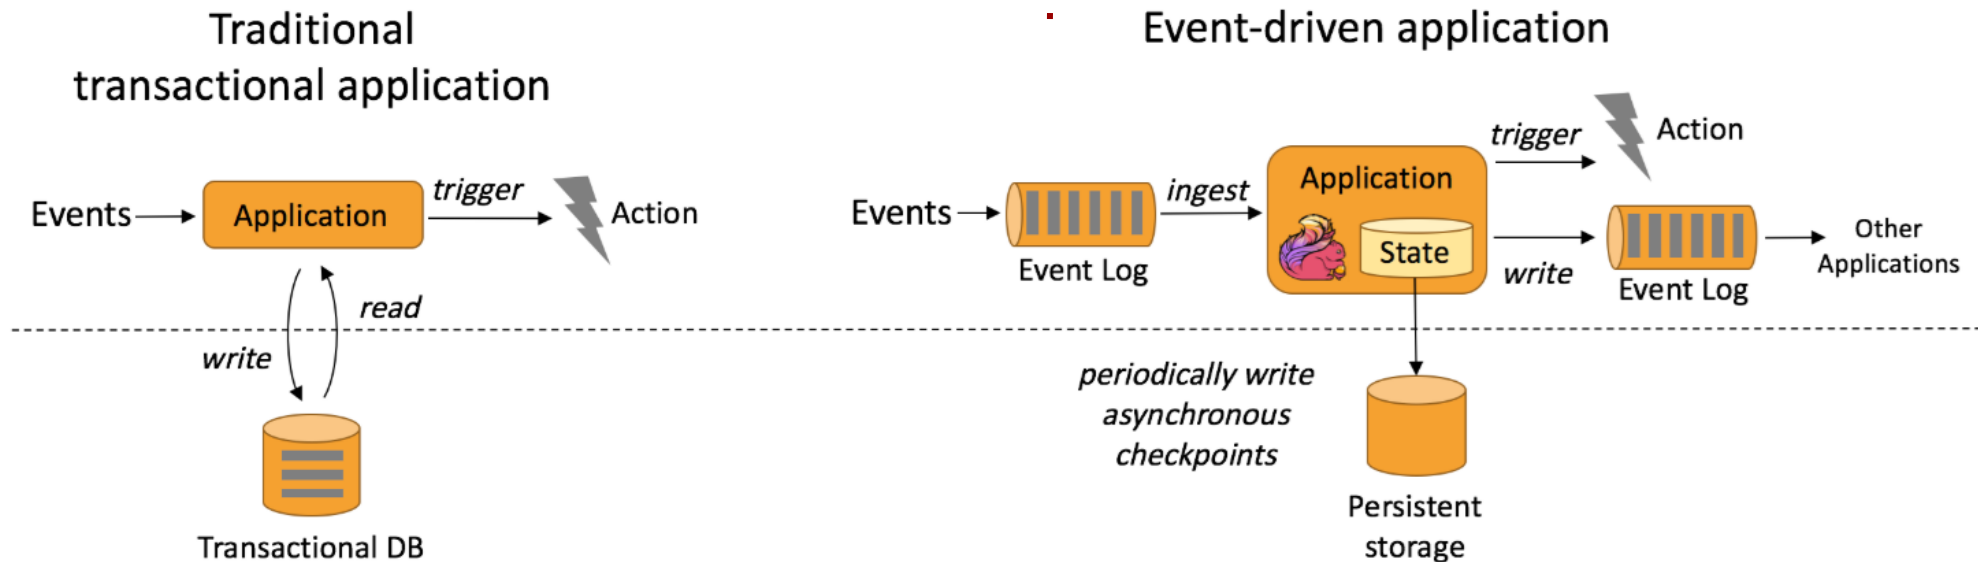 Traditional
transactional application
Events
Application
trigger
Action
read
write
Transactional DB
Event-driven application
Events
Event Log
ingest
Application
State
trigger
Action
write
Event Log
Other
Applications
periodically write
asynchronous
checkpoints
Persistent
storage